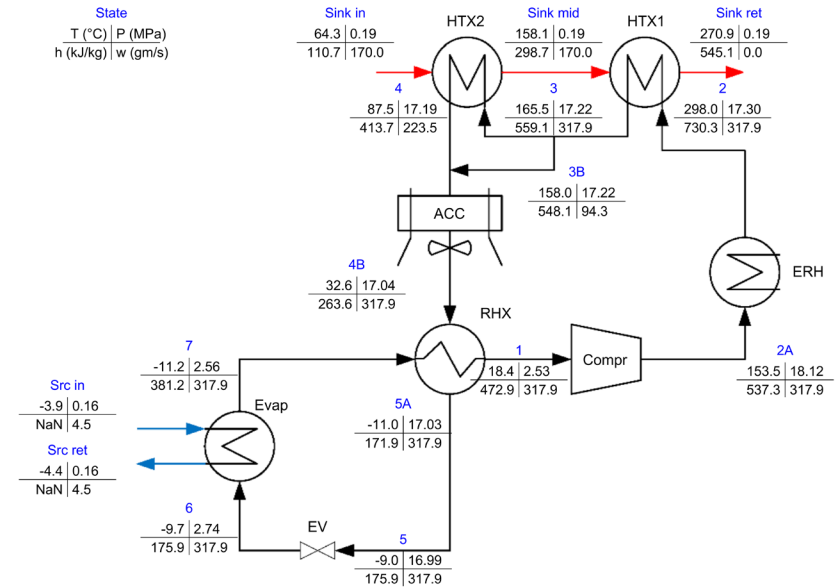 State
T (°C) P (MPa)
h (kJ/kg) w (gm/s)
Sink in
64.3 0.19
110.7 170.0
HTX2
Sink mid
158.1 0.19
298.7 170.0
HTX1
Sink ret
270.9 0.19
545.1 0.0
4
87.5 17.19
413.7 223.5
3
165.5 17.22
559.1 317.9
2
298.0 17.30
730.3 317.9
3B
158.0 17.22
548.1 94.3
ACC
4B
32.6 17.04
263.6 317.9
ERH
RHX
7
-11.2 2.56
381.2 317.9
1
18.4 2.53
472.9 317.9
Compr
2A
153.5 18.12
537.3 317.9
Src in
-3.9 0.16
NaN 4.5
Evap
5A
-11.0 17.03
171.9 317.9
Src ret
-4.4 0.16
NaN 4.5
6
-9.7 2.74
175.9 317.9
EV
5
-9.0 16.99
175.9 317.9